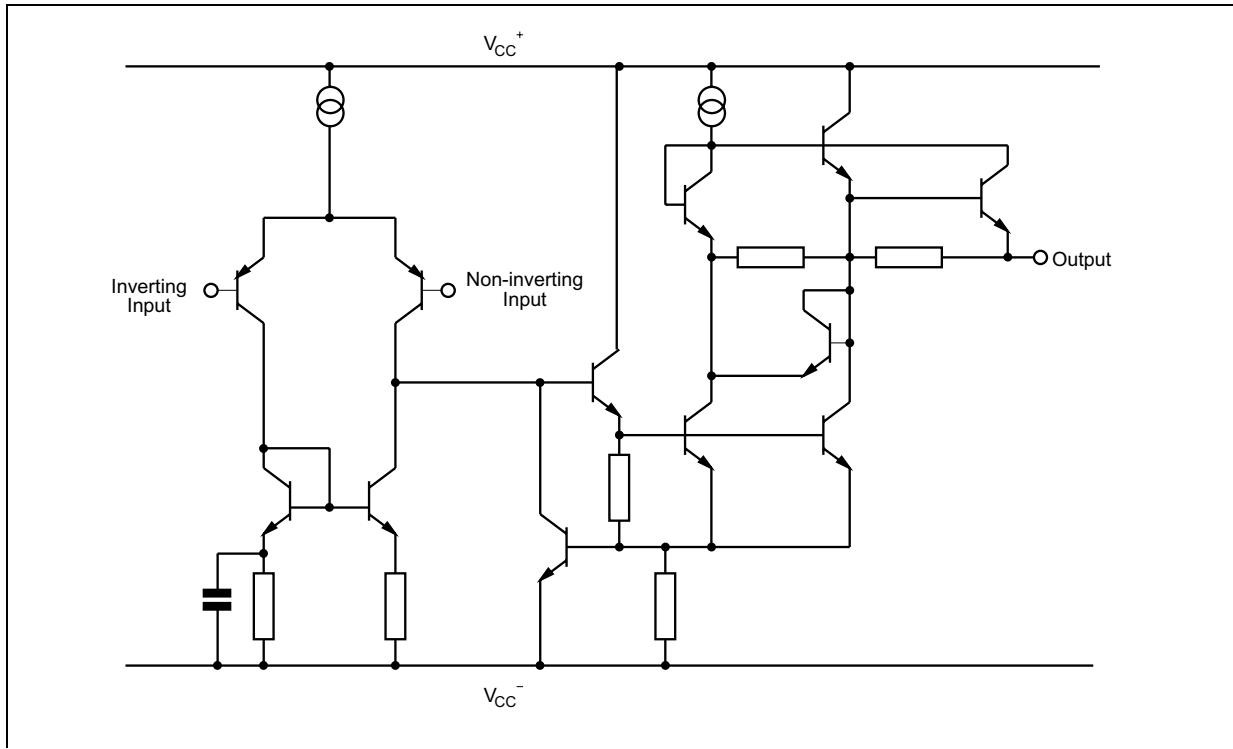 VCC+
Inverting
Input
Non-inverting
Input
Output
VCC−